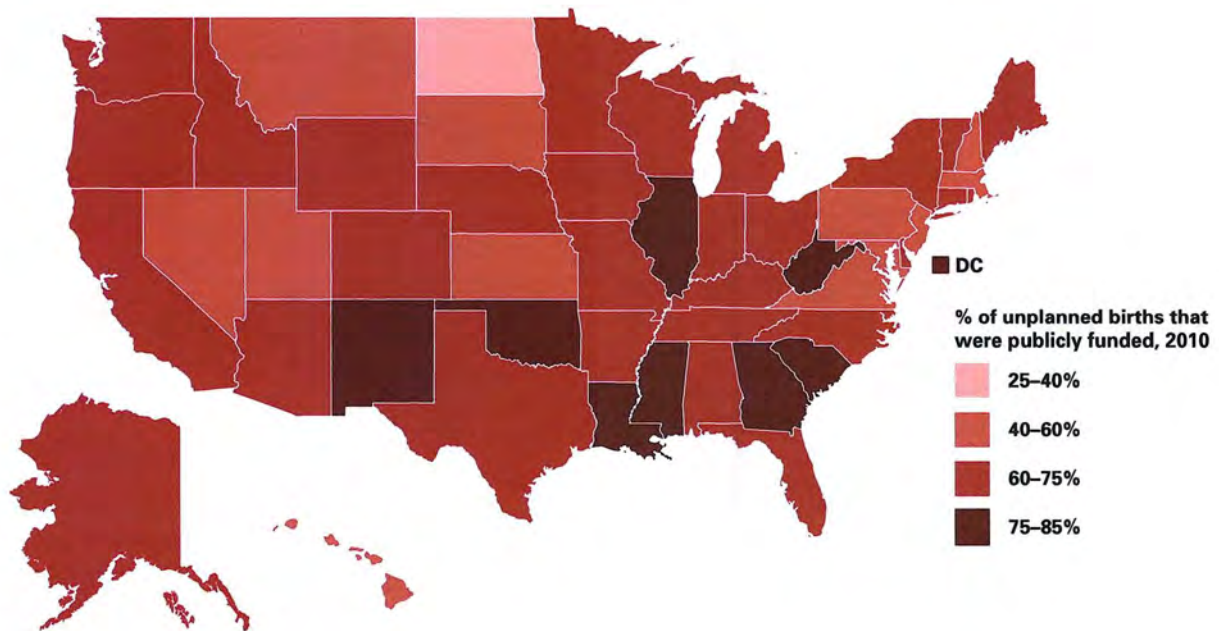 DC
% of unplanned births that
were publicly funded, 2010
25–40%
40–60%
60–75%
75–85%